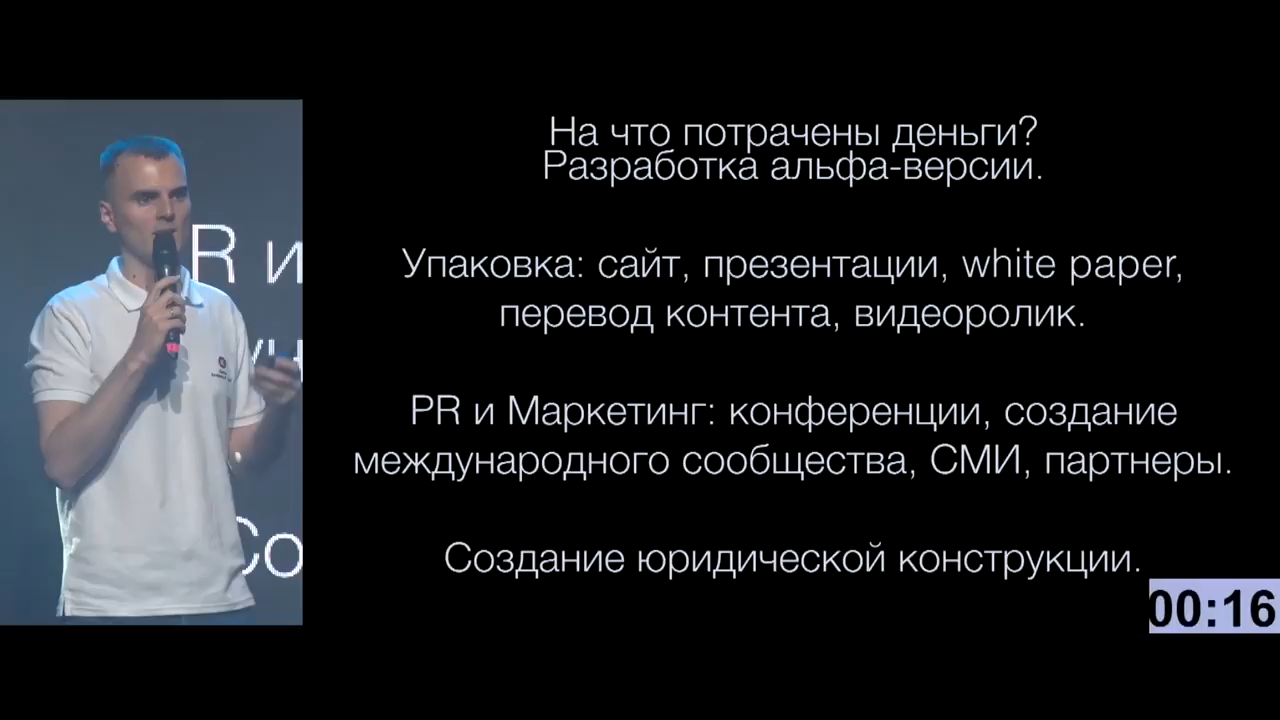 На что потрачены деньги?
Разработка альфа-версии.
Упаковка: сайт, презентации, white paper,
перевод контента, видеоролик.
PR и Маркетинг: конференции, создание
международного сообщества, СМИ, партнеры.
Создание юридической конструкции.
R и
Со
00:16